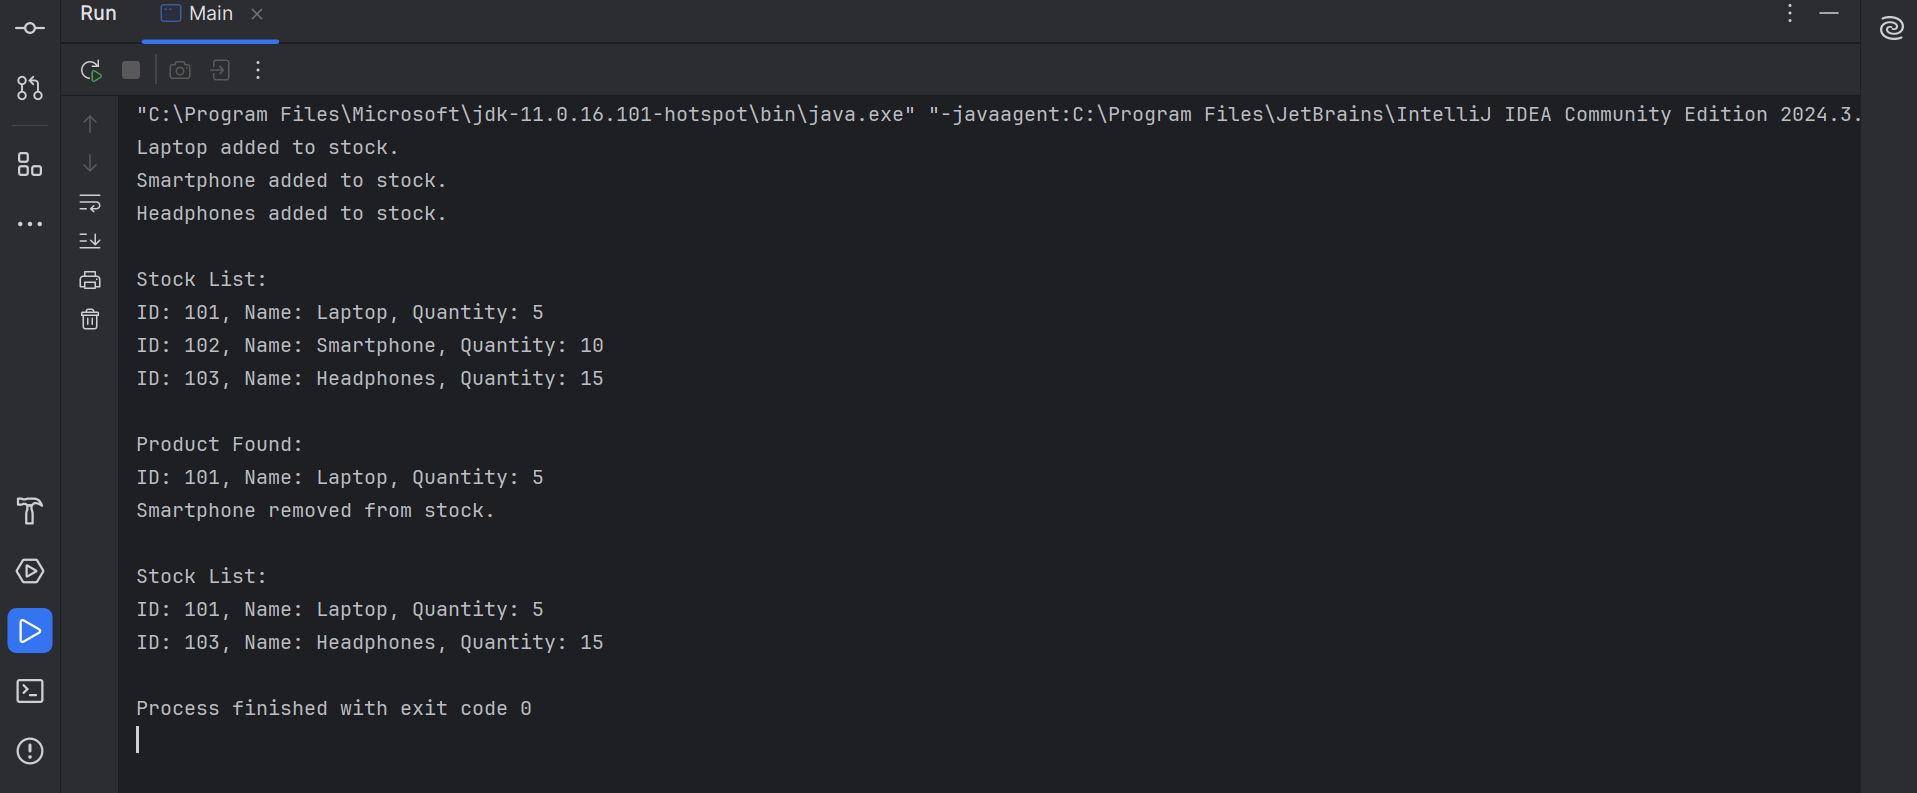 Run Main
"C:\Program Files\Microsoft\jdk-11.0.16.101-hotspot\bin\java.exe" "-javaagent:C:\Program Files\JetBrains\IntelliJ IDEA Community Edition 2024.3.
Laptop added to stock.
Smartphone added to stock.
Headphones added to stock.
Stock List:
ID: 101, Name: Laptop, Quantity: 5
ID: 102, Name: Smartphone, Quantity: 10
ID: 103, Name: Headphones, Quantity: 15
Product Found:
ID: 101, Name: Laptop, Quantity: 5
Smartphone removed from stock.
Stock List:
ID: 101, Name: Laptop, Quantity: 5
ID: 103, Name: Headphones, Quantity: 15
Process finished with exit code 0